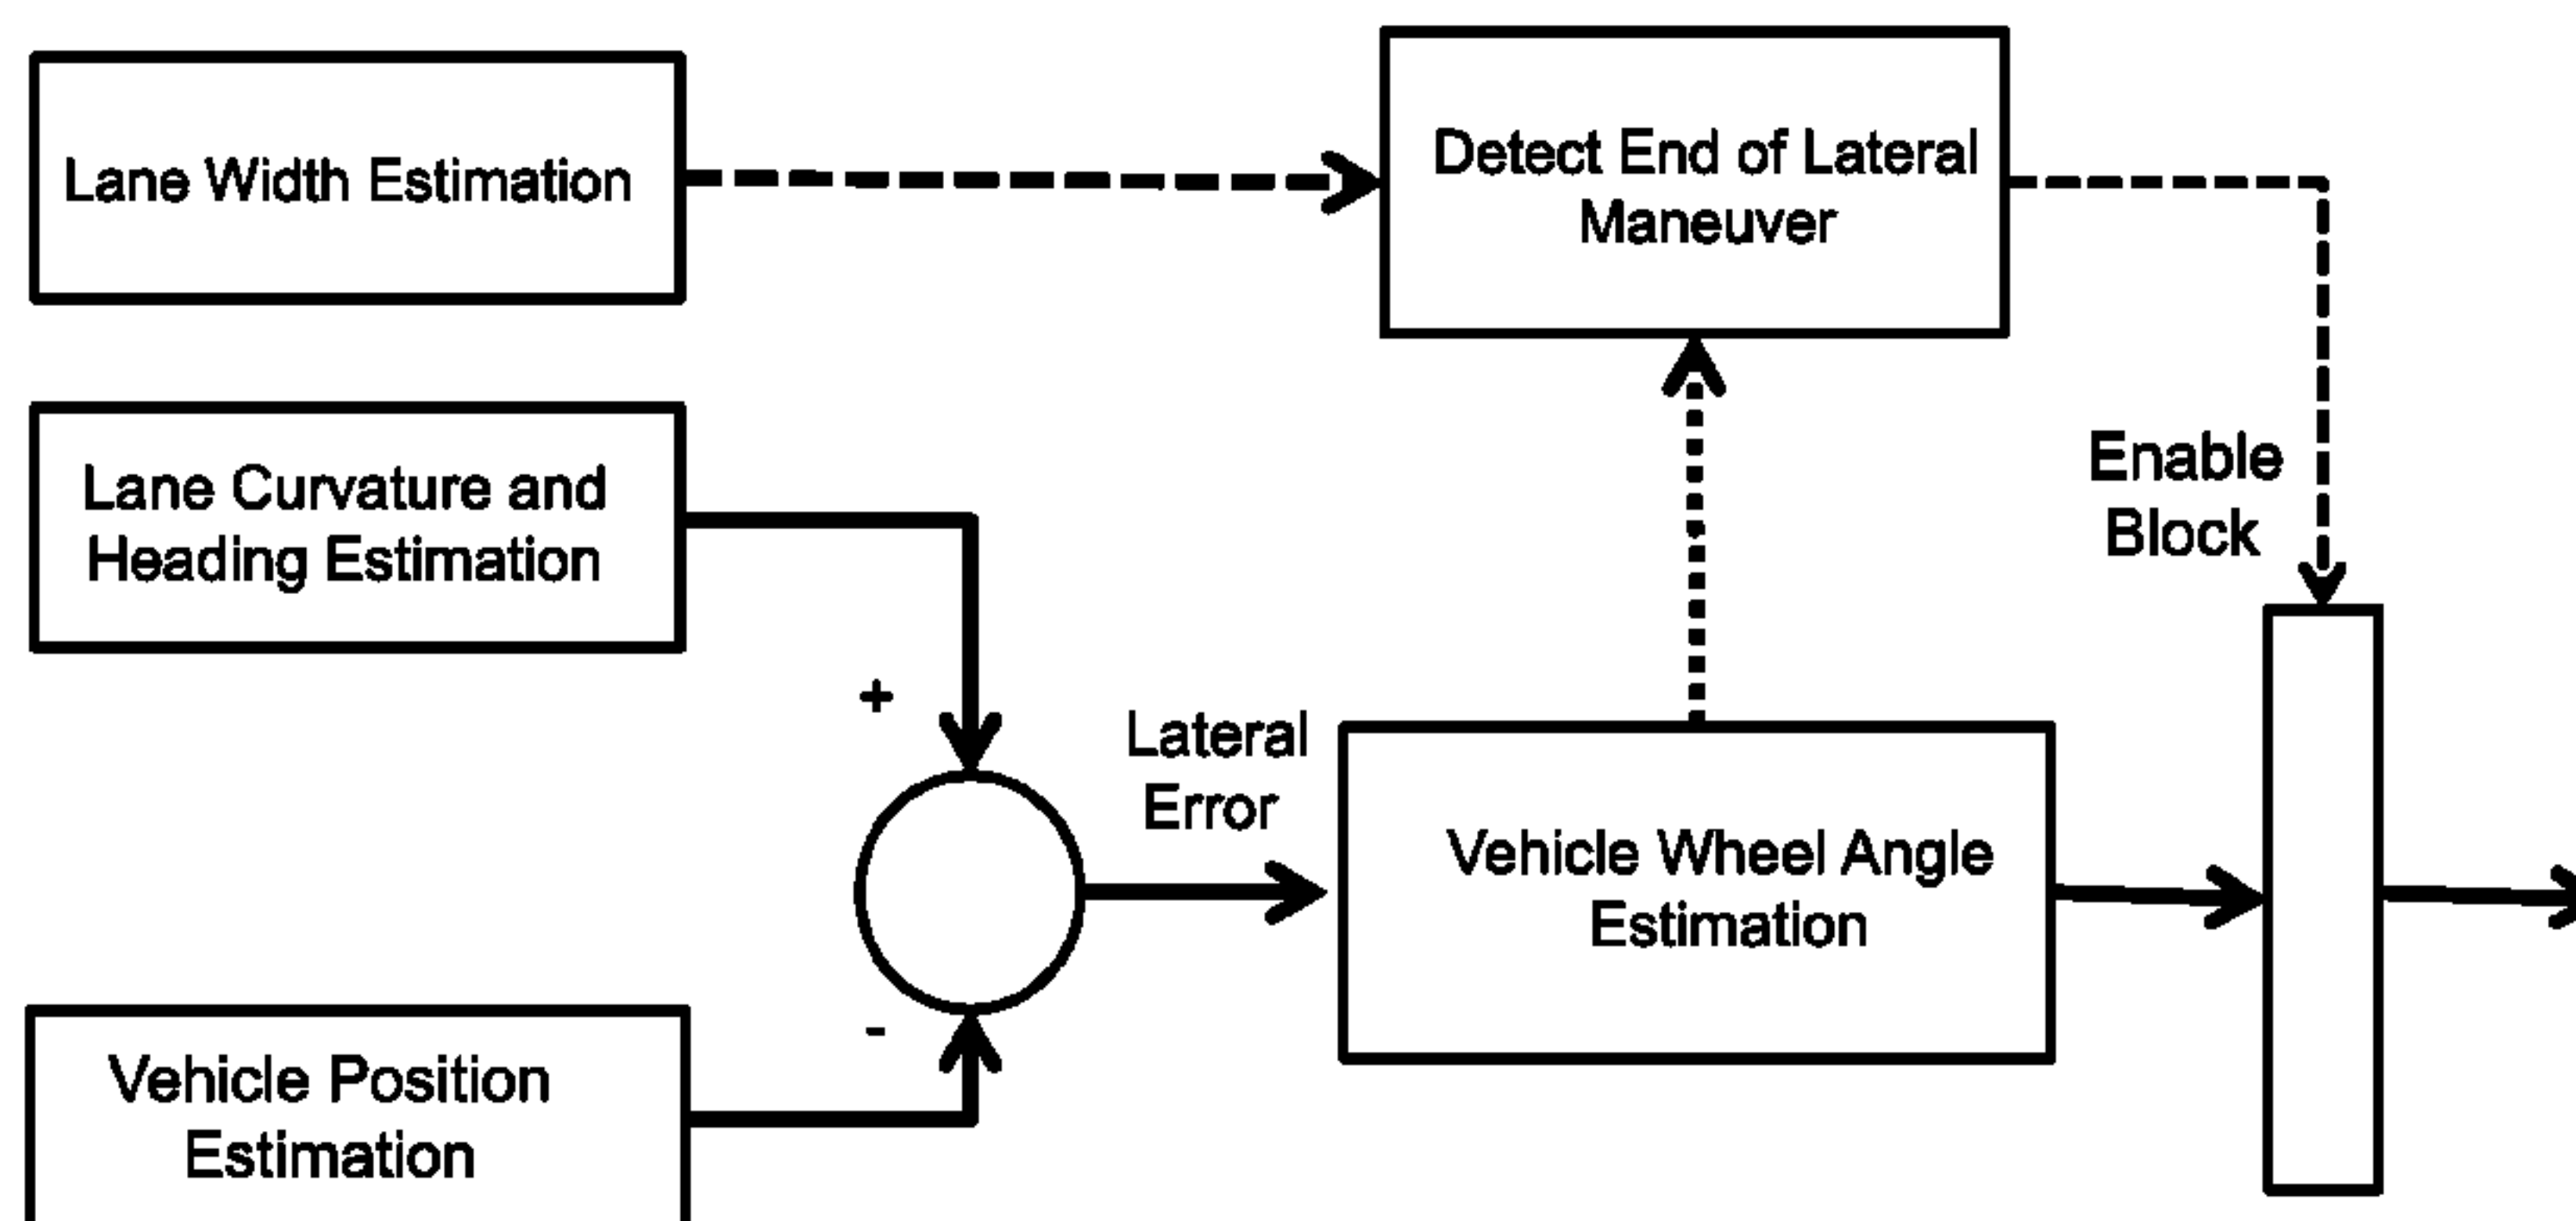 Lane Width Estimation
Detect End of Lateral
Maneuver
Lane Curvature and
Heading Estimation
Enable
Block
+
Lateral
Error
Vehicle Wheel Angle
Estimation
-
Vehicle Position
Estimation